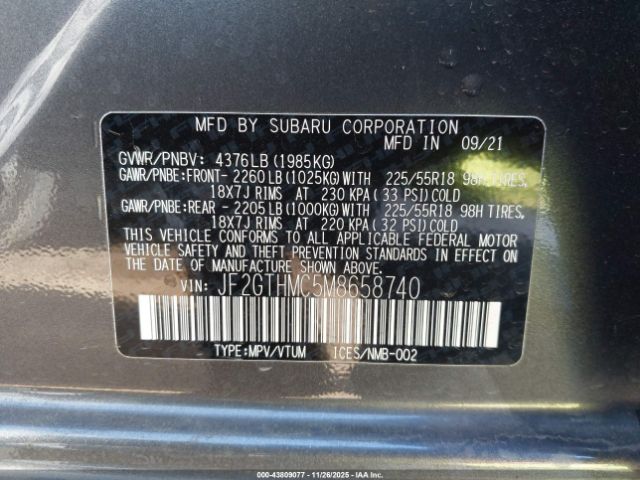 MFD BY SUBARU CORPORATION
MFD IN 09/21
GVWR/PNBV: 4376LB(1985KG)
GAWR/PNBE:FRONT- 2260LB(1025KG)WITH 225/55R18 98H TIRES,
18X7J RIMS AT 230 KPA(33 PSI)COLD
GAWR/PNBE:REAR - 2205LB(1000KG)WITH 225/55R18 98H TIRES,
18X7J RIMS AT 220 KPA(32 PSI)COLD
THIS VEHICLE CONFORMS TO ALL APPLICABLE FEDERAL MOTOR
VEHICLE SAFETY AND THEFT PREVENTION STANDARDS IN EFFECT ON
THE DATE OF MANUFACTURE SHOWN ABOVE.
VIN: JF2GTHMC5M8658740
TYPE:MPV/VTUM ICES/NMB-002
000-43809077 - 11/26/2025 - IAAI.COM